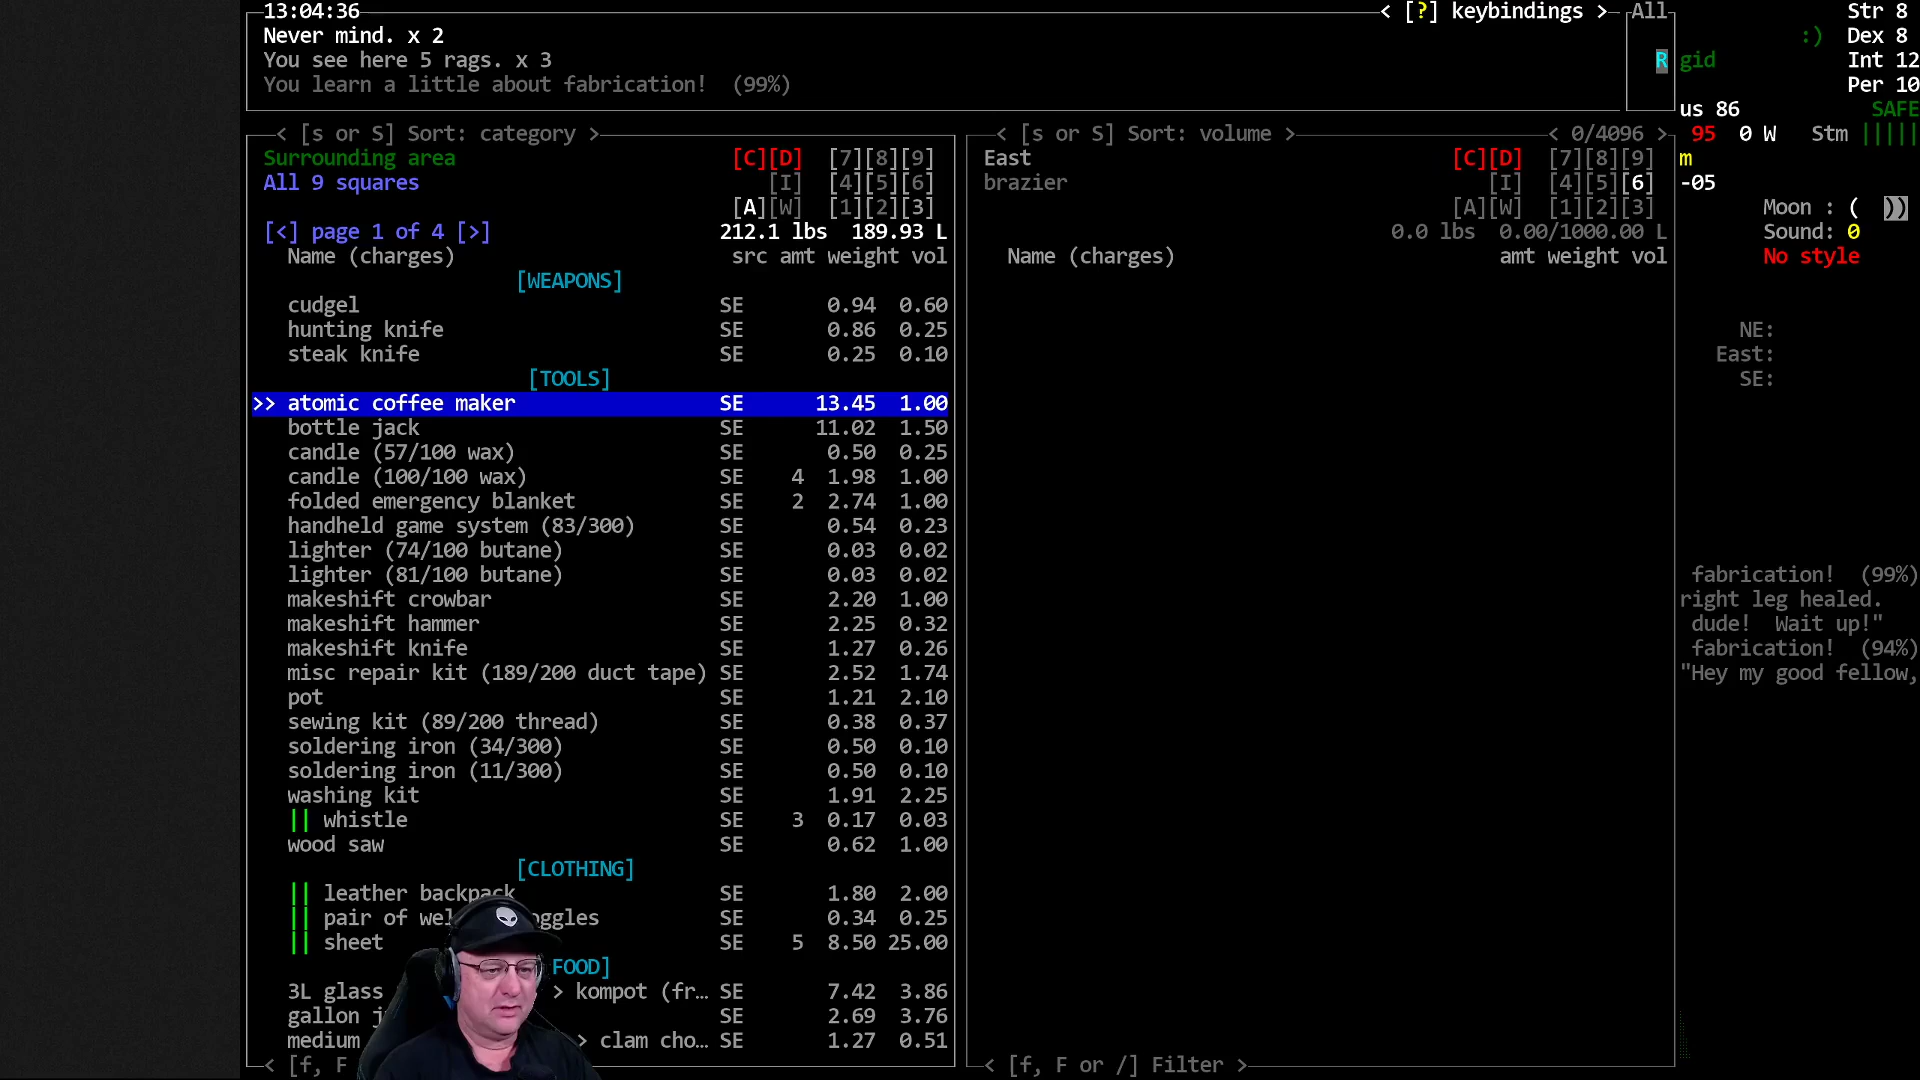 13:04:36
< [?] keybindings >
Never mind. x 2
You see here 5 rags. x 3
You learn a little about fabrication! (99%)
All
R
:)
gid
Str 8
Dex 8
Int 12
Per 10
us 86 SAFE
95 0 W Stm |||||
m
-05
Moon : ( ))
Sound: 0
No style
NE:
East:
SE:
fabrication! (99%)
right leg healed.
dude! Wait up!"
fabrication! (94%)
"Hey my good fellow,
< [s or S] Sort: category >
Surrounding area [C][D] [7][8][9]
All 9 squares [I] [4][5][6]
[A][W] [1][2][3]
[<] page 1 of 4 [>] 212.1 lbs 189.93 L
Name (charges) src amt weight vol
[WEAPONS]
cudgel SE 0.94 0.60
hunting knife SE 0.86 0.25
steak knife SE 0.25 0.10
[TOOLS]
>> atomic coffee maker SE 13.45 1.00
bottle jack SE 11.02 1.50
candle (57/100 wax) SE 0.50 0.25
candle (100/100 wax) SE 4 1.98 1.00
folded emergency blanket SE 2 2.74 1.00
handheld game system (83/300) SE 0.54 0.23
lighter (74/100 butane) SE 0.03 0.02
lighter (81/100 butane) SE 0.03 0.02
makeshift crowbar SE 2.20 1.00
makeshift hammer SE 2.25 0.32
makeshift knife SE 1.27 0.26
misc repair kit (189/200 duct tape) SE 2.52 1.74
pot SE 1.21 2.10
sewing kit (89/200 thread) SE 0.38 0.37
soldering iron (34/300) SE 0.50 0.10
soldering iron (11/300) SE 0.50 0.10
washing kit SE 1.91 2.25
|| whistle SE 3 0.17 0.03
wood saw SE 0.62 1.00
[CLOTHING]
|| leather backpack SE 1.80 2.00
|| pair of wel oggles SE 0.34 0.25
|| sheet SE 5 8.50 25.00
FOOD]
3L glass > kompot (fr… SE 7.42 3.86
gallon j SE 2.69 3.76
medium > clam cho… SE 1.27 0.51
< [f, F
< [s or S] Sort: volume > < 0/4096 >
East [C][D] [7][8][9]
brazier [I] [4][5][6]
[A][W] [1][2][3]
0.0 lbs 0.00/1000.00 L
Name (charges) amt weight vol
< [f, F or /] Filter >